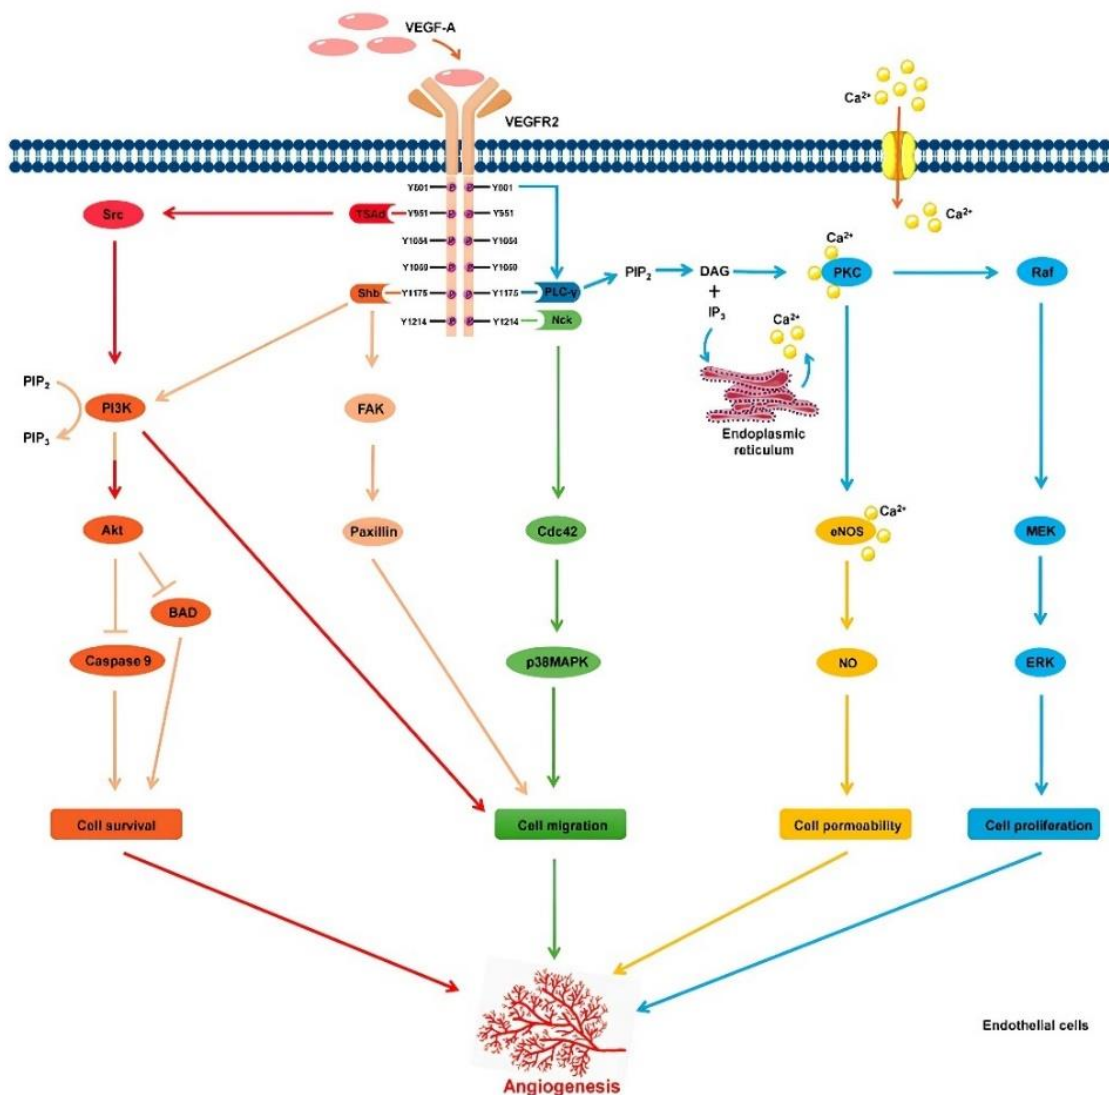 VEGF-A
VEGFR2
Ca²⁺
Ca²⁺
Y801
Y801
Src
TSAd
Y951
Y951
Y1054
Y1054
Y1059
Y1059
Shb
Y1175
Y1175
PLC-γ
Y1214
Y1214
Nck
PIP₂
DAG
+
IP₃
Ca²⁺
PKC
Raf
Ca²⁺
Endoplasmic
reticulum
PIP₂
PI3K
PIP₃
FAK
Akt
Paxillin
Cdc42
eNOS
Ca²⁺
MEK
BAD
Caspase 9
p38MAPK
NO
ERK
Cell survival
Cell migration
Cell permeability
Cell proliferation
Endothelial cells
Angiogenesis